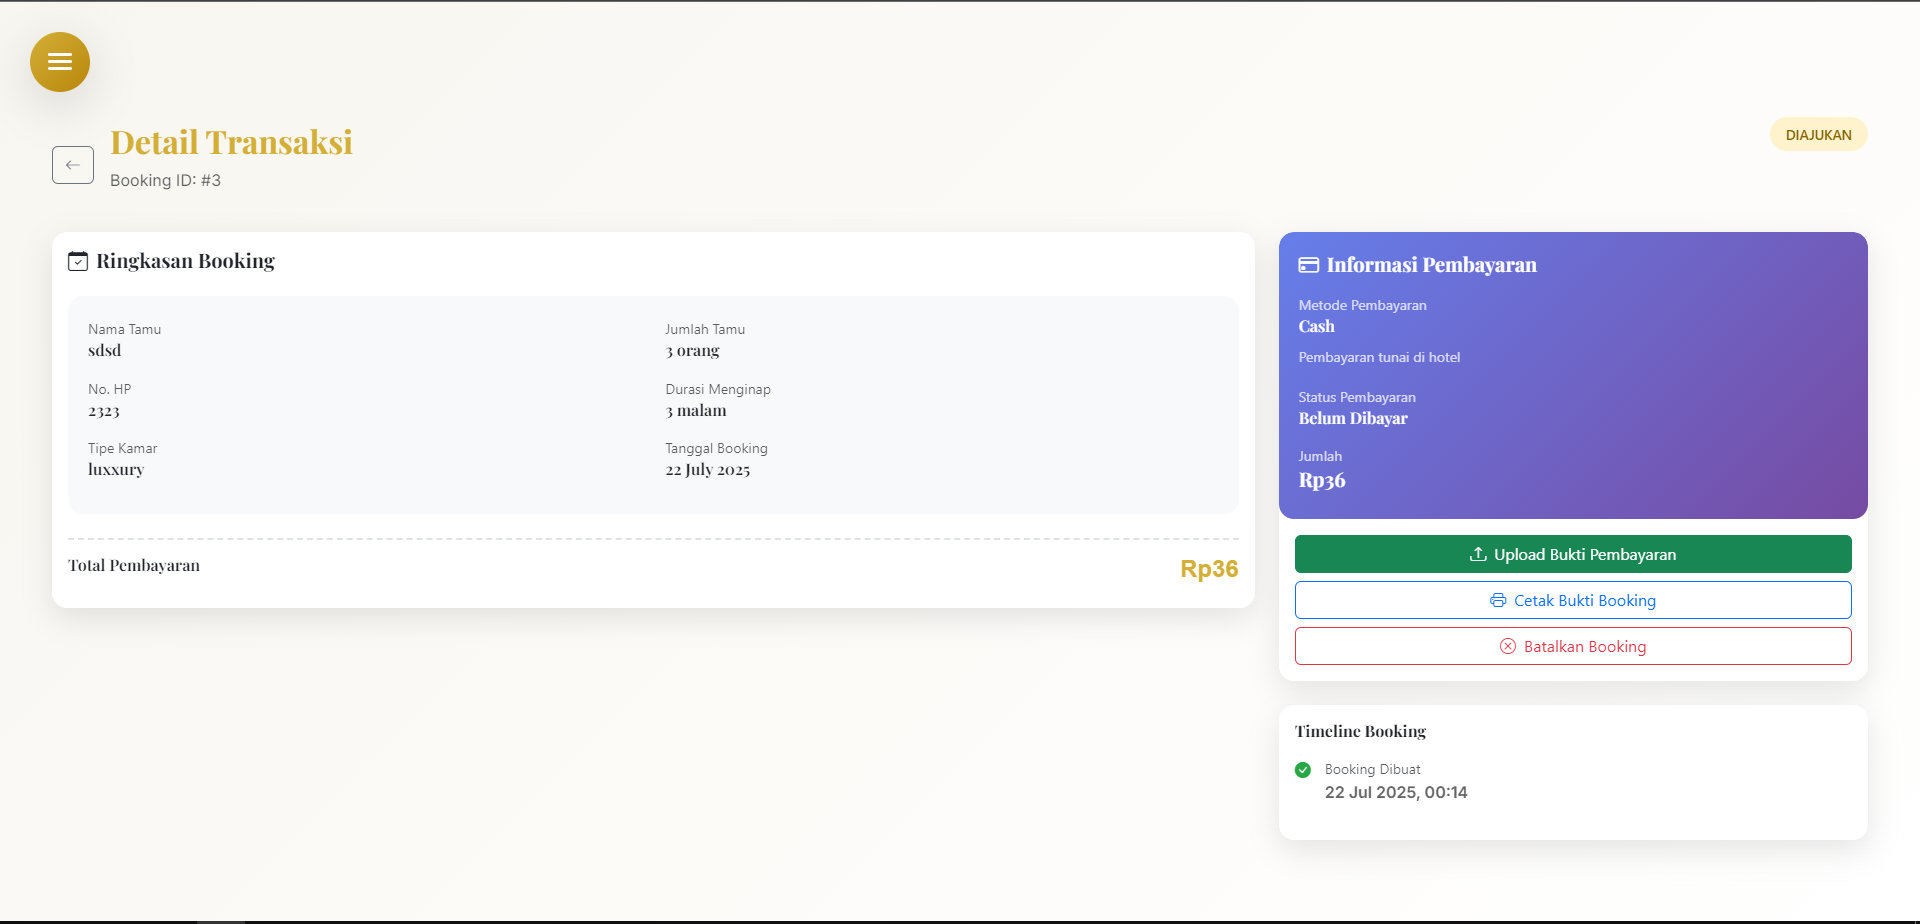 Detail Transaksi
Booking ID: #3
DIAJUKAN
Ringkasan Booking
Nama Tamu
sdsd
Jumlah Tamu
3 orang
No. HP
2323
Durasi Menginap
3 malam
Tipe Kamar
luxxury
Tanggal Booking
22 July 2025
Total Pembayaran
Rp36
Informasi Pembayaran
Metode Pembayaran
Cash
Pembayaran tunai di hotel
Status Pembayaran
Belum Dibayar
Jumlah
Rp36
Upload Bukti Pembayaran
Cetak Bukti Booking
Batalkan Booking
Timeline Booking
Booking Dibuat
22 Jul 2025, 00:14